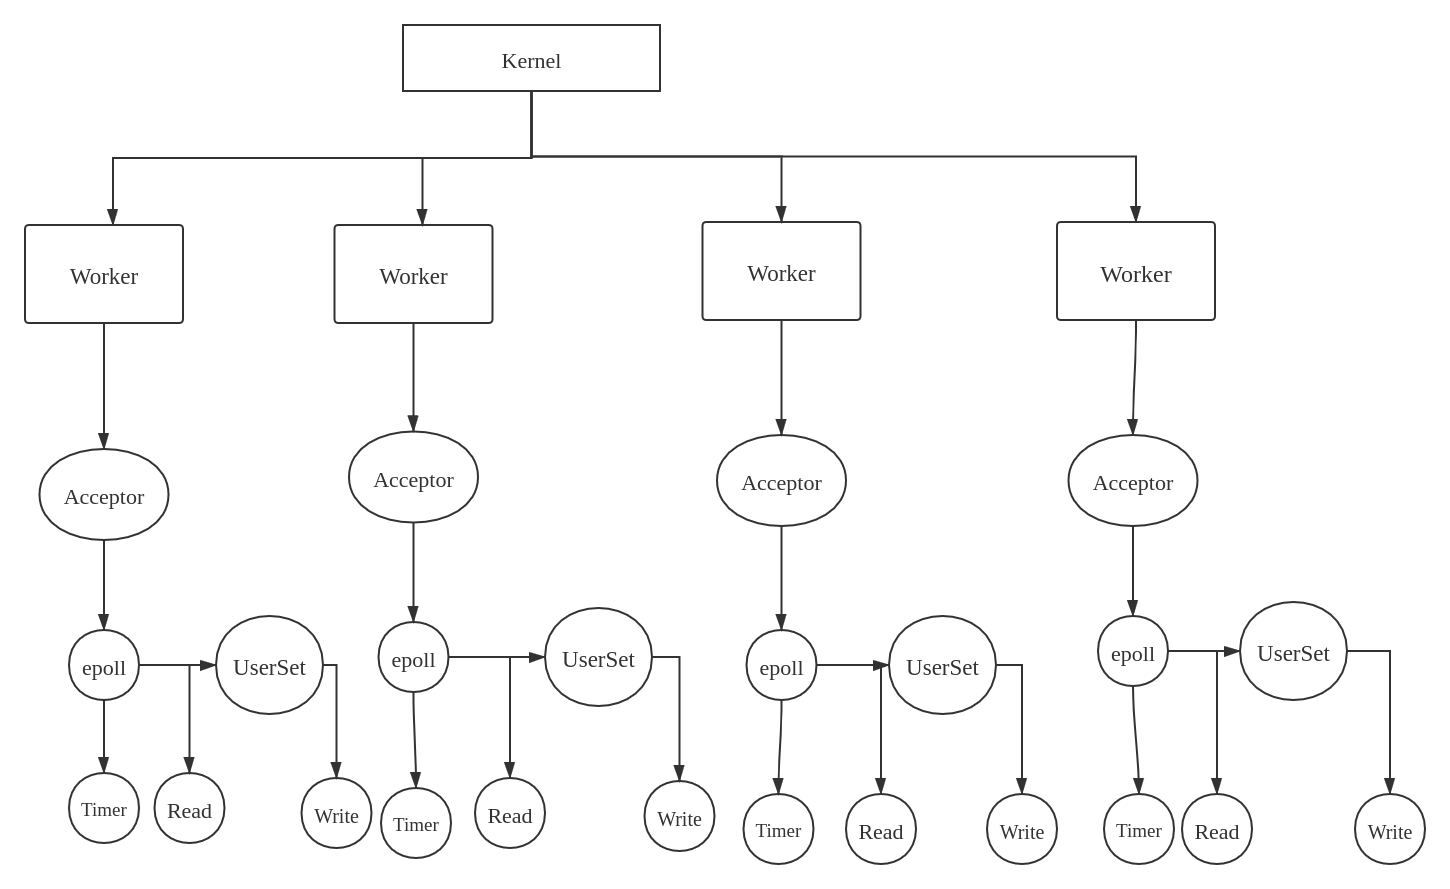 Kernel
Worker
Worker
Worker
Worker
Acceptor
Acceptor
Acceptor
Acceptor
epoll
UserSet
epoll
UserSet
epoll
UserSet
epoll
UserSet
Timer
Read
Write
Timer
Read
Write
Timer
Read
Write
Timer
Read
Write